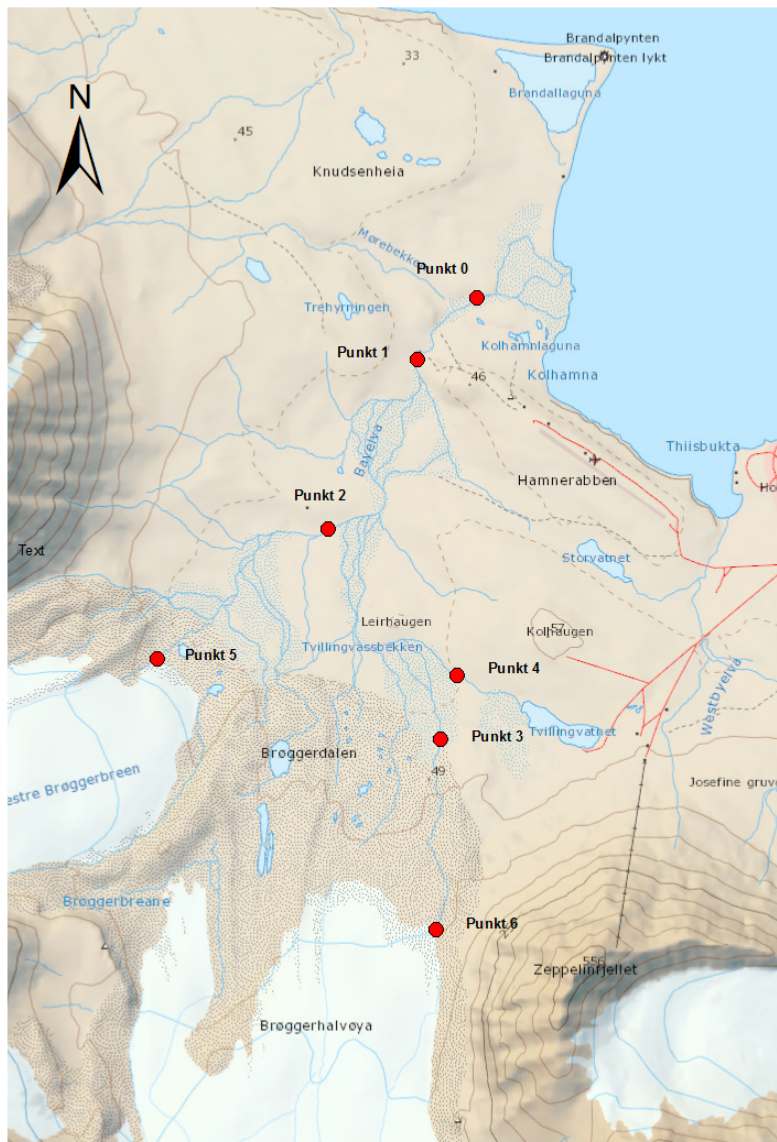 Brandalpynten
Brandalpynten lykt
33
Brandallaguna
N
45
Knudsenheia
Mørebekken
Punkt 0
Trehyrningen
Kolhamnlaguna
Punkt 1
Kolhamna
46
Thiisbukta
Bayelva
Hamnerabben
Punkt 2
Text
Storvatnet
Leirhaugen
57
Kolhaugen
Tvillingvassbekken
Punkt 5
Punkt 4
Westbyelva
Tvillingvatnet
Punkt 3
Brøggerdalen
49
estre Brøggerbreen
Josefine gruve
Brøggerbreane
Punkt 6
556
Zeppelinfjellet
Brøggerhalvøya